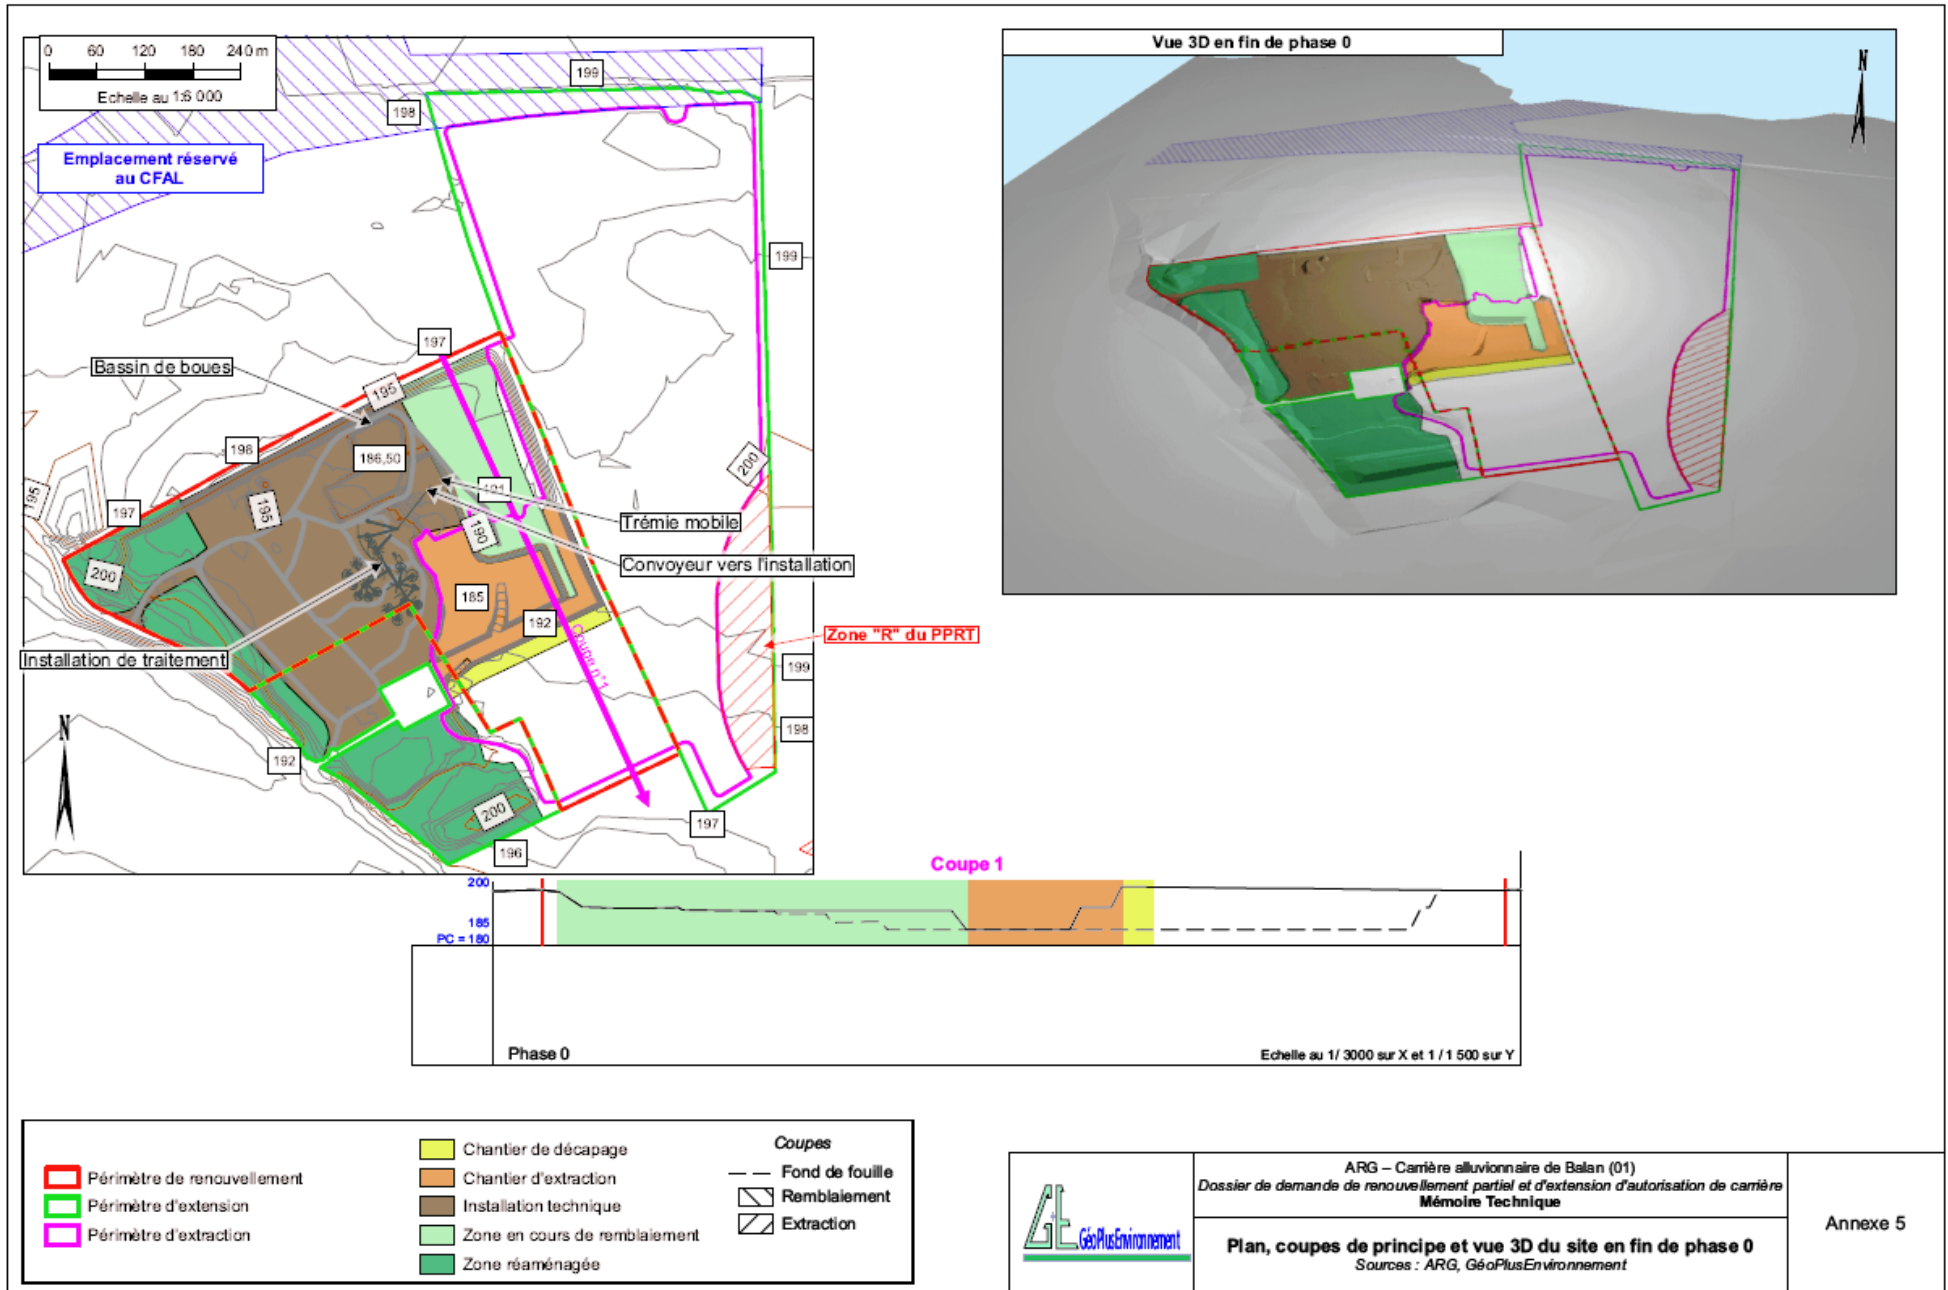 0 60 120 180 240 m
Echelle au 1:6 000
Emplacement réservé
au CFAL
199
198
199
197
Bassin de boues
195
198
186,50
200
195
195
197
190
Trémie mobile
Convoyeur vers l'installation
200
185
192
Zone "R" du PPRT
Installation de traitement
Coupe n°1
199
198
N
192
200
197
196
Vue 3D en fin de phase 0
N
Coupe 1
200
185
PC = 180
Phase 0
Echelle au 1/ 3000 sur X et 1 / 1 500 sur Y
Périmètre de renouvellement
Périmètre d'extension
Périmètre d'extraction
Chantier de décapage
Chantier d'extraction
Installation technique
Zone en cours de remblaiement
Zone réaménagée
Coupes
Fond de fouille
Remblaiement
Extraction
GéoPlusEnvironnement
ARG – Carrière alluvionnaire de Balan (01)
Dossier de demande de renouvellement partiel et d'extension d'autorisation de carrière
Mémoire Technique
Plan, coupes de principe et vue 3D du site en fin de phase 0
Sources : ARG, GéoPlusEnvironnement
Annexe 5